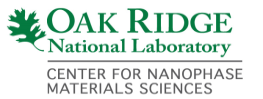 OAK RIDGE
National Laboratory
CENTER FOR NANOPHASE
MATERIALS SCIENCES